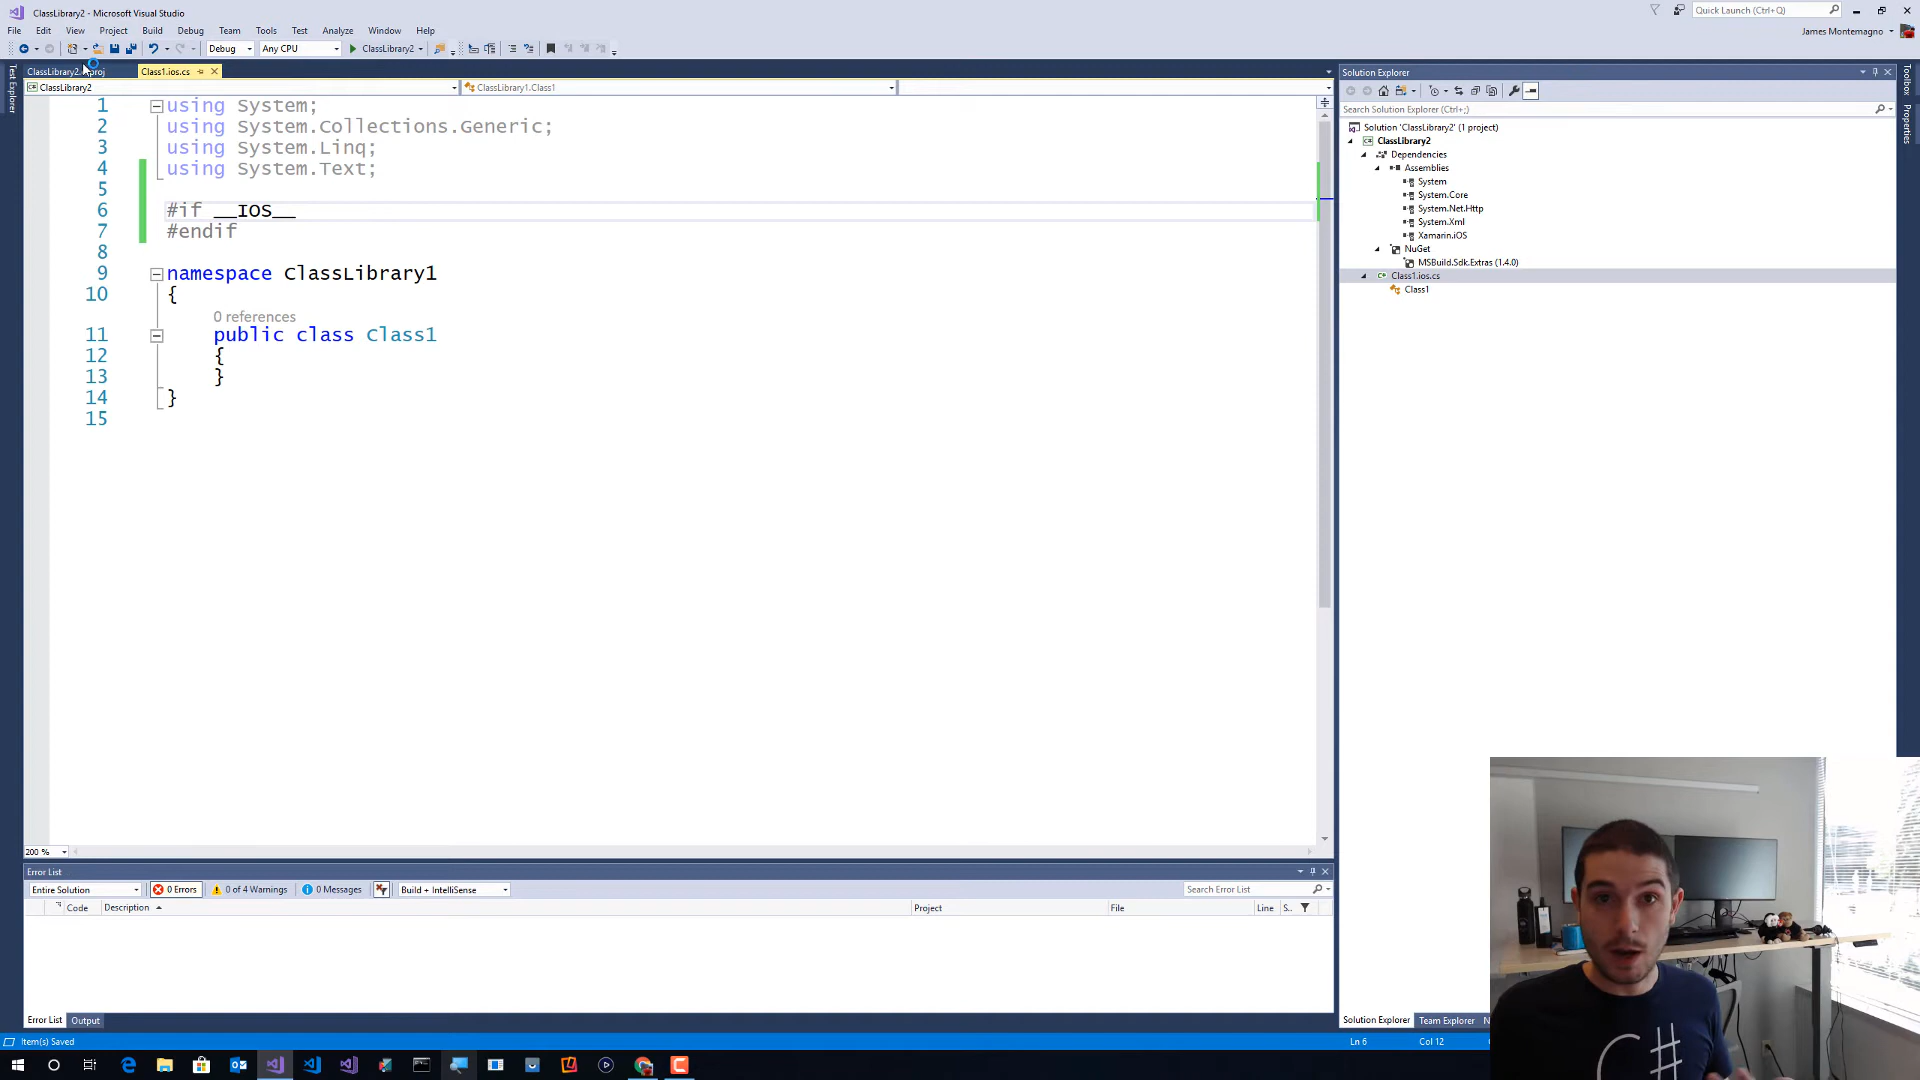 ClassLibrary2 - Microsoft Visual Studio
Quick Launch (Ctrl+Q)
File Edit View Project Build Debug Team Tools Test Analyze Window Help
James Montemagno
Debug Any CPU ClassLibrary2
Test Explorer
Toolbox
Properties
Class1.ios.cs
ClassLibrary2
ClassLibrary1.Class1
1 using System;
2 using System.Collections.Generic;
3 using System.Linq;
4 using System.Text;
5
6 #if __IOS__
7 #endif
8
9 namespace ClassLibrary1
10 {
0 references
11 public class Class1
12 {
13 }
14 }
15
200 %
Solution Explorer
Search Solution Explorer (Ctrl+;)
Solution 'ClassLibrary2' (1 project)
ClassLibrary2
Dependencies
Assemblies
System
System.Core
System.Net.Http
System.Xml
Xamarin.iOS
NuGet
MSBuild.Sdk.Extras (1.4.0)
Class1.ios.cs
Class1
Error List
Entire Solution 0 Errors 0 of 4 Warnings 0 Messages Build + IntelliSense Search Error List
Code Description Project File Line S..
Error List Output
Solution Explorer Team Explorer
Item(s) Saved Ln 6 Col 12
C#